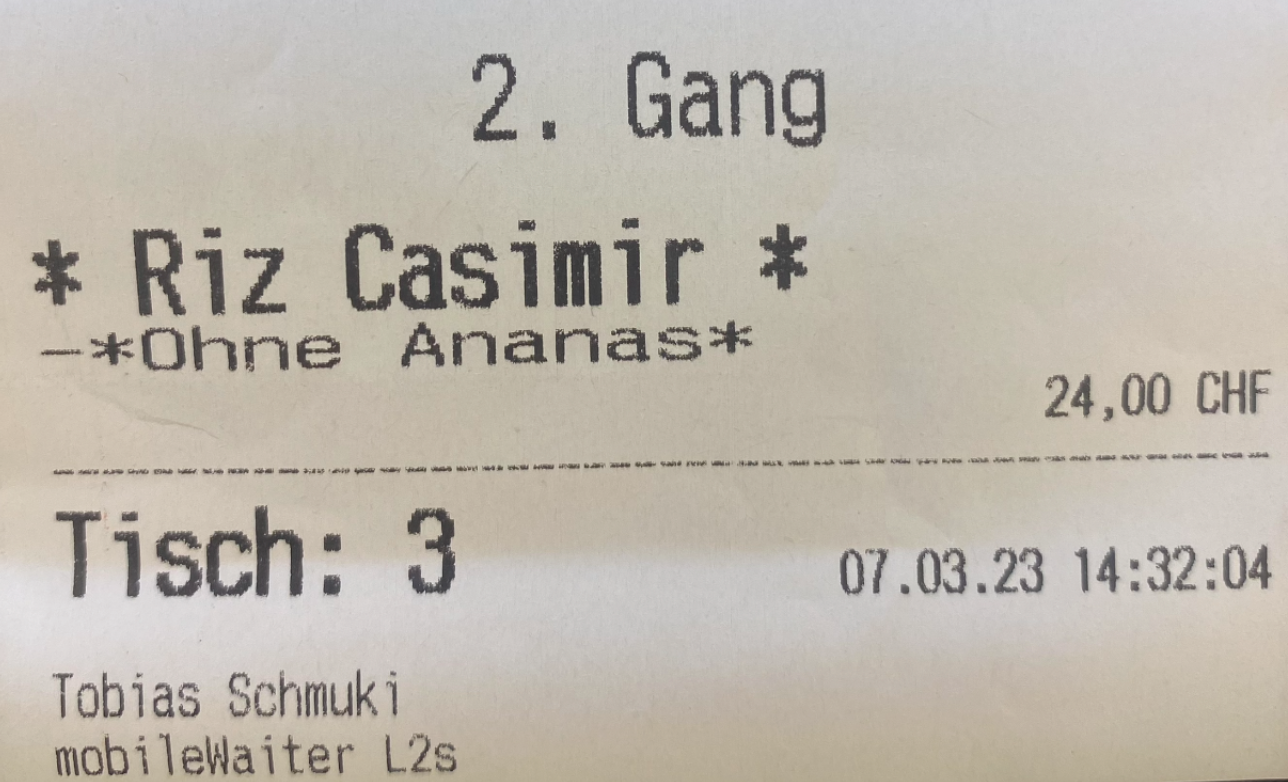 2. Gang
* Riz Casimir *
-*Ohne Ananas*
24,00 CHF
Tisch: 3
07.03.23 14:32:04
Tobias Schmuki
mobileWaiter L2s